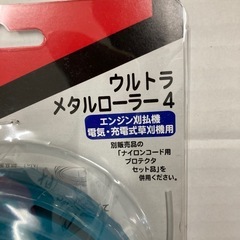 ウルトラ
メタルローラー4
エンジン刈払機
電気・充電式草刈機用
別販売品の
「ナイロンコード用
プロテクタ
セット品」を
併用してください。